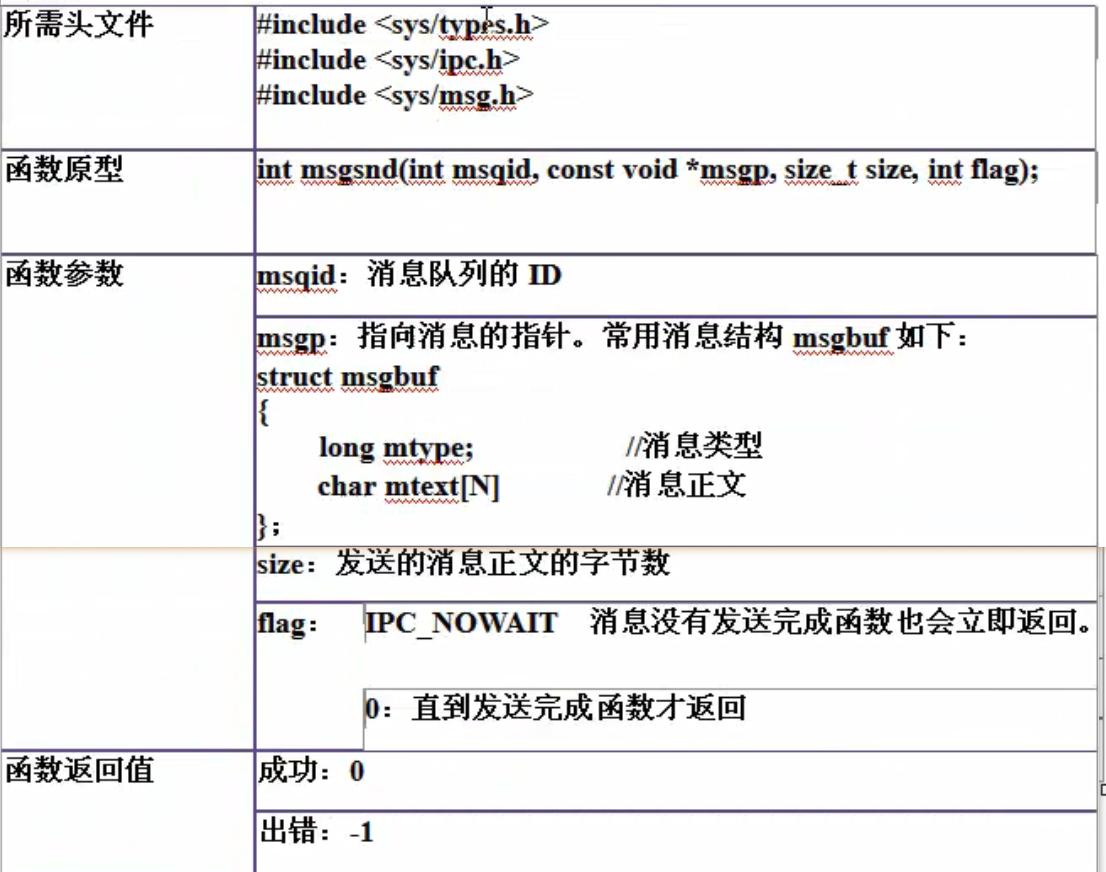 所需头文件
#include <sys/types.h>
#include <sys/ipc.h>
#include <sys/msg.h>
函数原型
int msgsnd(int msqid, const void *msgp, size_t size, int flag);
函数参数
msqid：消息队列的 ID
msgp：指向消息的指针。常用消息结构 msgbuf 如下：
struct msgbuf
{
long mtype; //消息类型
char mtext[N] //消息正文
};
size：发送的消息正文的字节数
flag： IPC_NOWAIT 消息没有发送完成函数也会立即返回。
0：直到发送完成函数才返回
函数返回值
成功：0
出错：-1